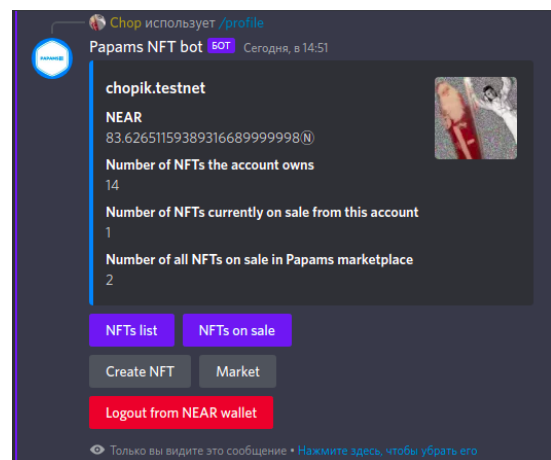 Chop использует /profile
PAPAMS
Papams NFT bot БОТ Сегодня, в 14:51
chopik.testnet
NEAR
83.62651159389316689999998Ⓝ
Number of NFTs the account owns
14
Number of NFTs currently on sale from this account
1
Number of all NFTs on sale in Papams marketplace
2
NFTs list NFTs on sale
Create NFT Market
Logout from NEAR wallet
Только вы видите это сообщение • Нажмите здесь, чтобы убрать его